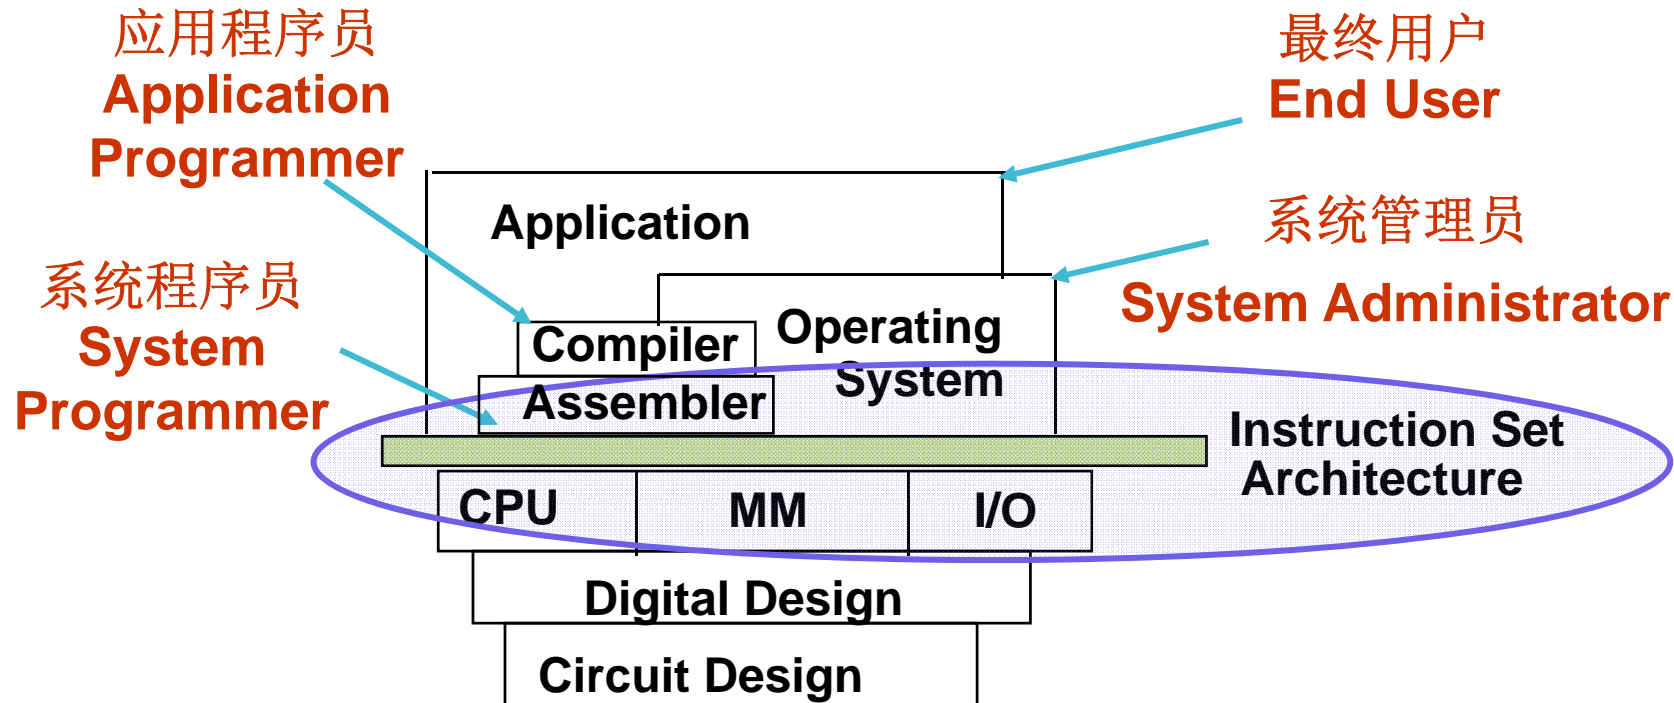 应用程序员
Application
Programmer
最终用户
End User
Application
系统管理员
System Administrator
系统程序员
System
Programmer
Compiler
Operating
System
Assembler
Instruction Set
Architecture
CPU
MM
I/O
Digital Design
Circuit Design